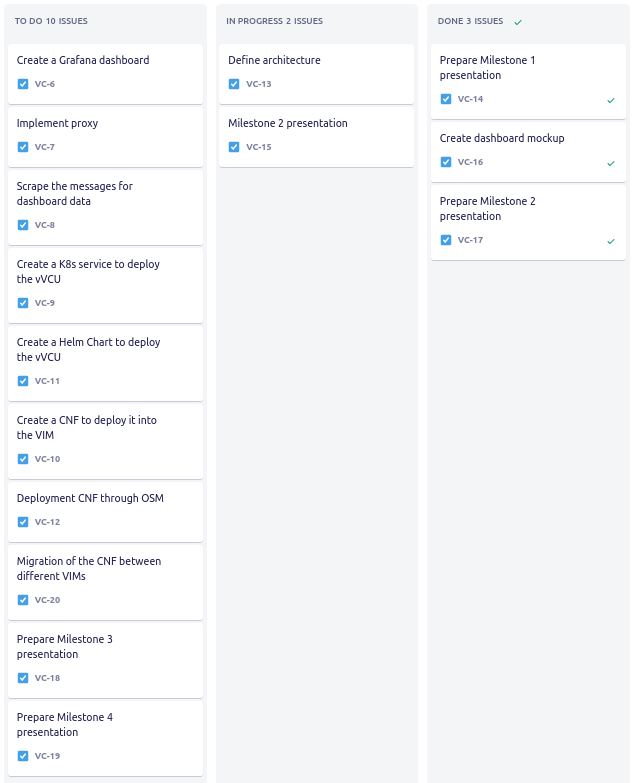 TO DO 10 ISSUES
Create a Grafana dashboard
VC-6
Implement proxy
VC-7
Scrape the messages for
dashboard data
VC-8
Create a K8s service to deploy
the vVCU
VC-9
Create a Helm Chart to deploy
the vVCU
VC-11
Create a CNF to deploy it into
the VIM
VC-10
Deployment CNF through OSM
VC-12
Migration of the CNF between
different VIMs
VC-20
Prepare Milestone 3
presentation
VC-18
Prepare Milestone 4
presentation
VC-19
IN PROGRESS 2 ISSUES
Define architecture
VC-13
Milestone 2 presentation
VC-15
DONE 3 ISSUES
Prepare Milestone 1
presentation
VC-14
Create dashboard mockup
VC-16
Prepare Milestone 2
presentation
VC-17